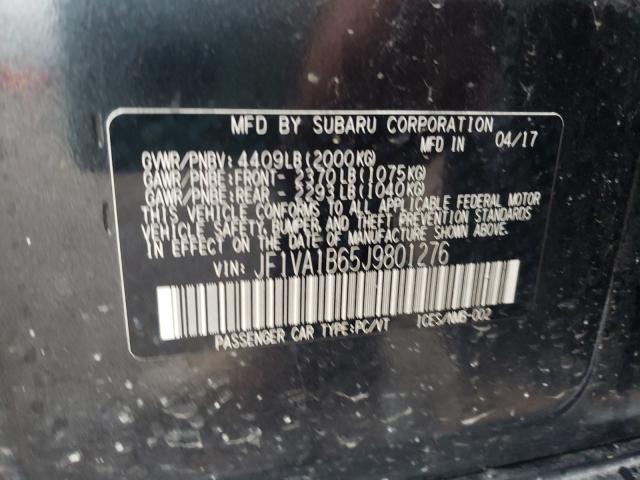 MFD BY SUBARU CORPORATION
MFD IN 04/17
GVWR/PNBV: 4409LB(2000KG)
GAWR/PNBE:FRONT- 2370LB(1075KG)
GAWR/PNBE:REAR - 2293LB(1040KG)
THIS VEHICLE CONFORMS TO ALL APPLICABLE FEDERAL MOTOR
VEHICLE SAFETY, BUMPER, AND THEFT PREVENTION STANDARDS
IN EFFECT ON THE DATE OF MANUFACTURE SHOWN ABOVE.
VIN: JF1VA1B65J9801276
PASSENGER CAR TYPE:PC/VT ICES/NMB-002